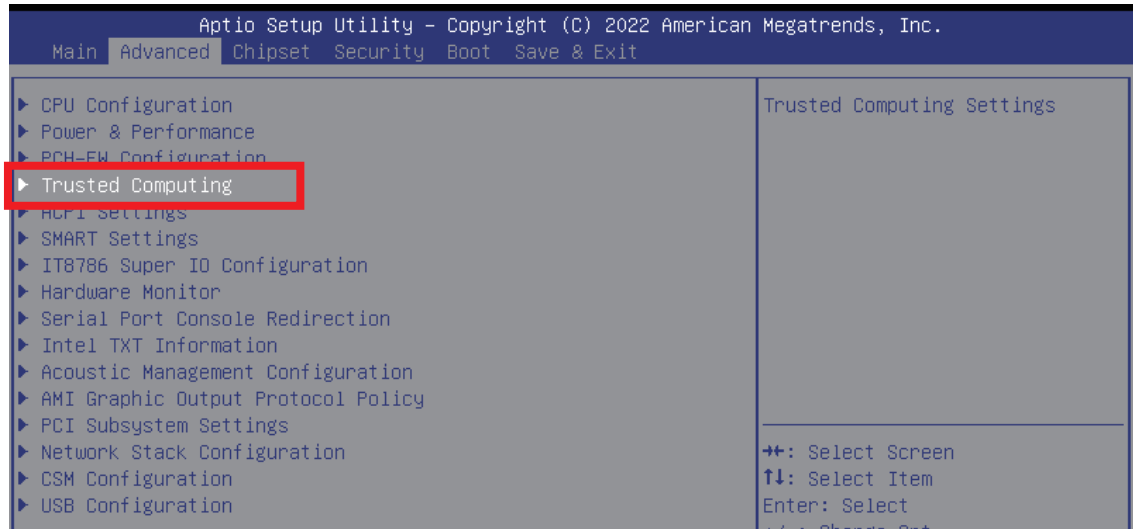 Aptio Setup Utility – Copyright (C) 2022 American Megatrends, Inc.
Main Advanced Chipset Security Boot Save & Exit
▶ CPU Configuration
▶ Power & Performance
▶ PCH-FW Configuration
▶ Trusted Computing
▶ ACPI Settings
▶ SMART Settings
▶ IT8786 Super IO Configuration
▶ Hardware Monitor
▶ Serial Port Console Redirection
▶ Intel TXT Information
▶ Acoustic Management Configuration
▶ AMI Graphic Output Protocol Policy
▶ PCI Subsystem Settings
▶ Network Stack Configuration
▶ CSM Configuration
▶ USB Configuration
Trusted Computing Settings
→←: Select Screen
↑↓: Select Item
Enter: Select